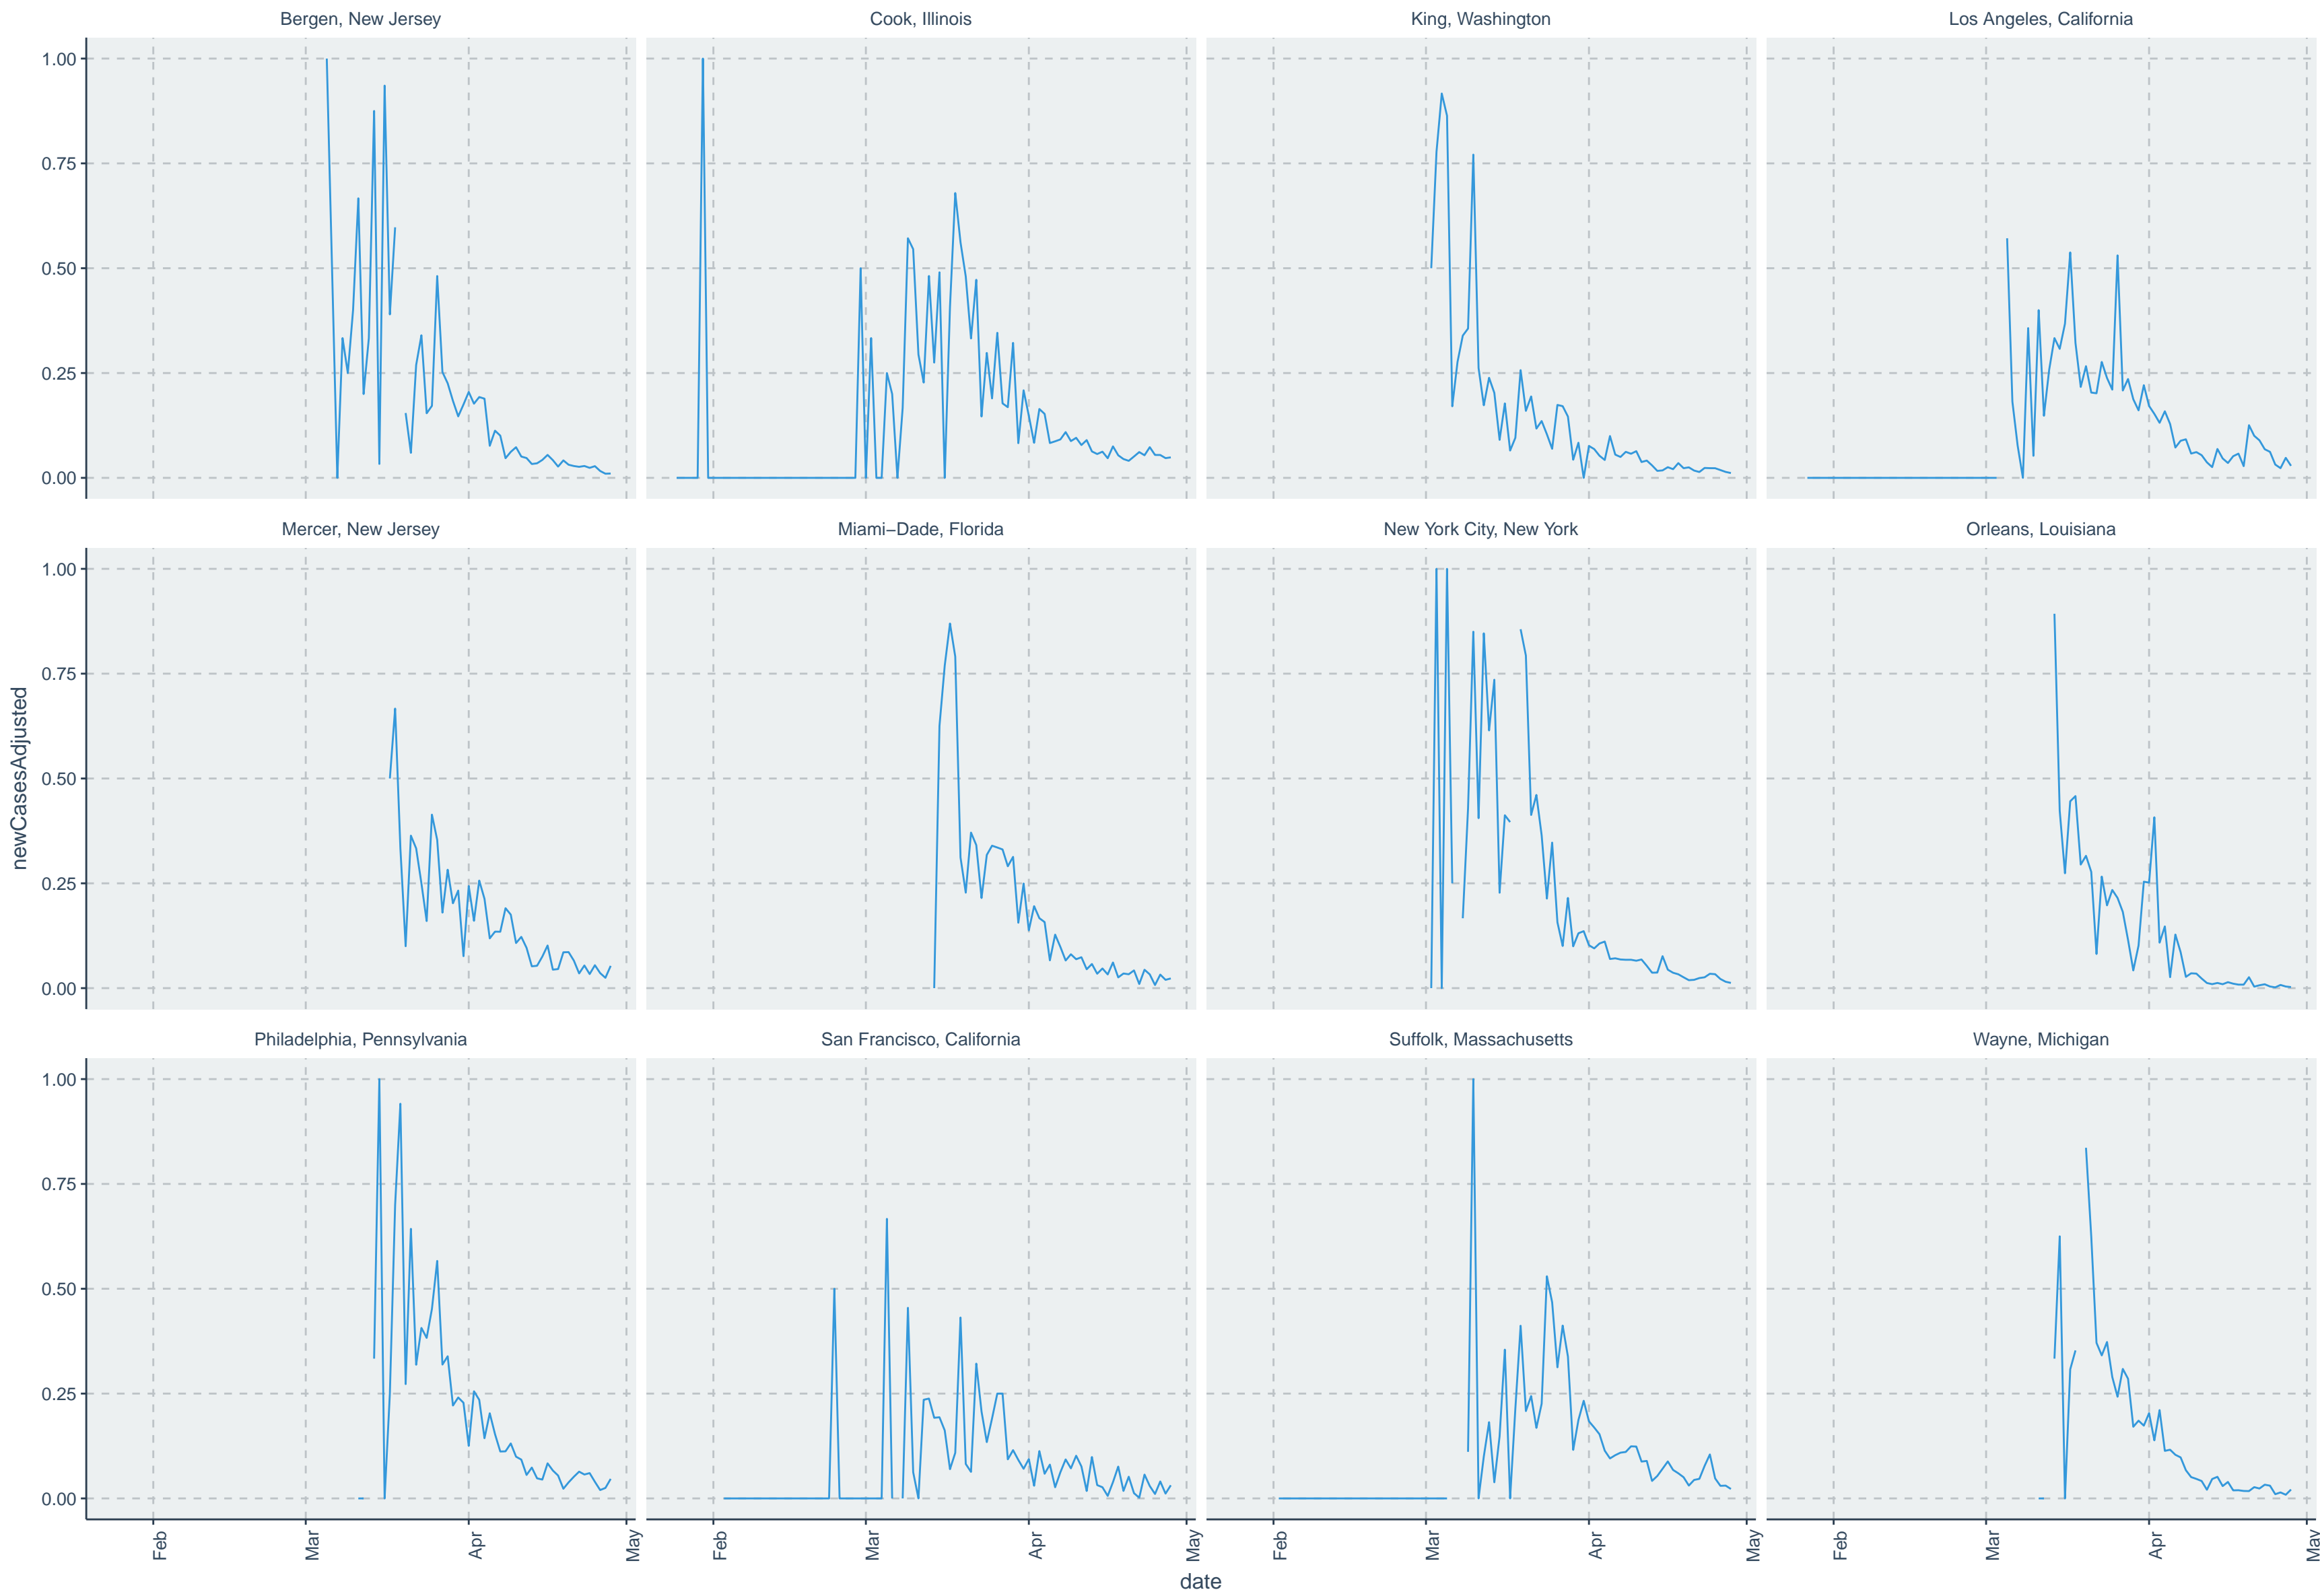 Bergen, New Jersey
Cook, Illinois
King, Washington
Los Angeles, California
1.00
0.75
0.50
0.25
0.00
Mercer, New Jersey
Miami−Dade, Florida
New York City, New York
Orleans, Louisiana
1.00
0.75
0.50
0.25
0.00
newCasesAdjusted
Philadelphia, Pennsylvania
San Francisco, California
Suffolk, Massachusetts
Wayne, Michigan
1.00
0.75
0.50
0.25
0.00
Feb
Mar
Apr
May
Feb
Mar
Apr
May
Feb
Mar
Apr
May
Feb
Mar
Apr
May
date